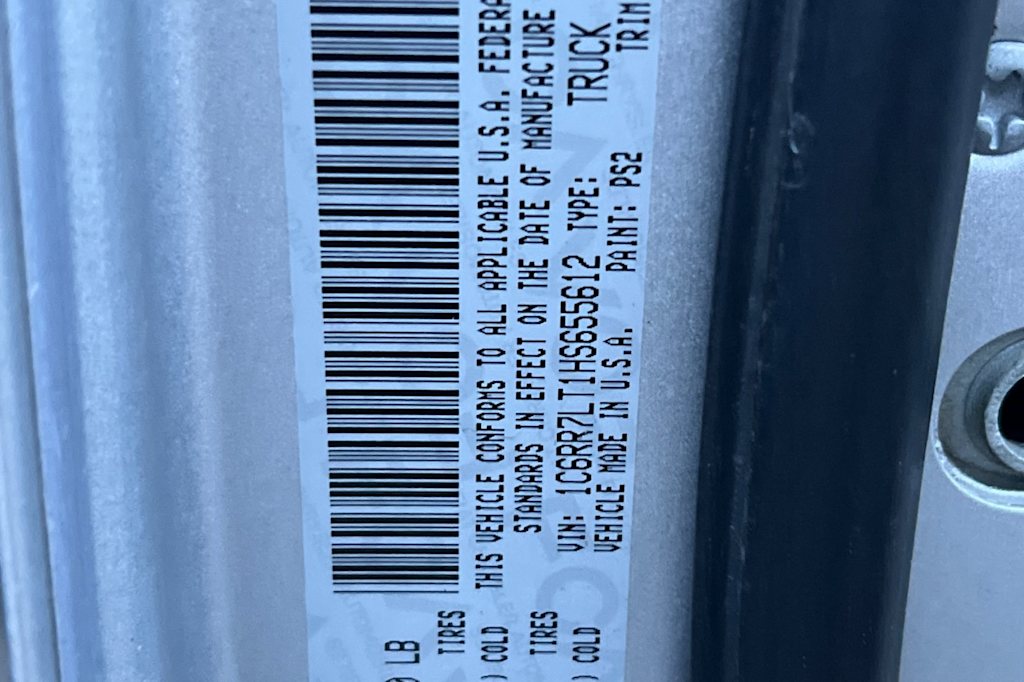 THIS VEHICLE CONFORMS TO ALL APPLICABLE U.S.A. FEDERA
STANDARDS IN EFFECT ON THE DATE OF MANUFACTURE
VIN: 1C6RR7LT1HS655612 TYPE: TRUCK
VEHICLE MADE IN U.S.A. PAINT: PS2 TRIM
LB
TIRES
) COLD
TIRES
) COLD